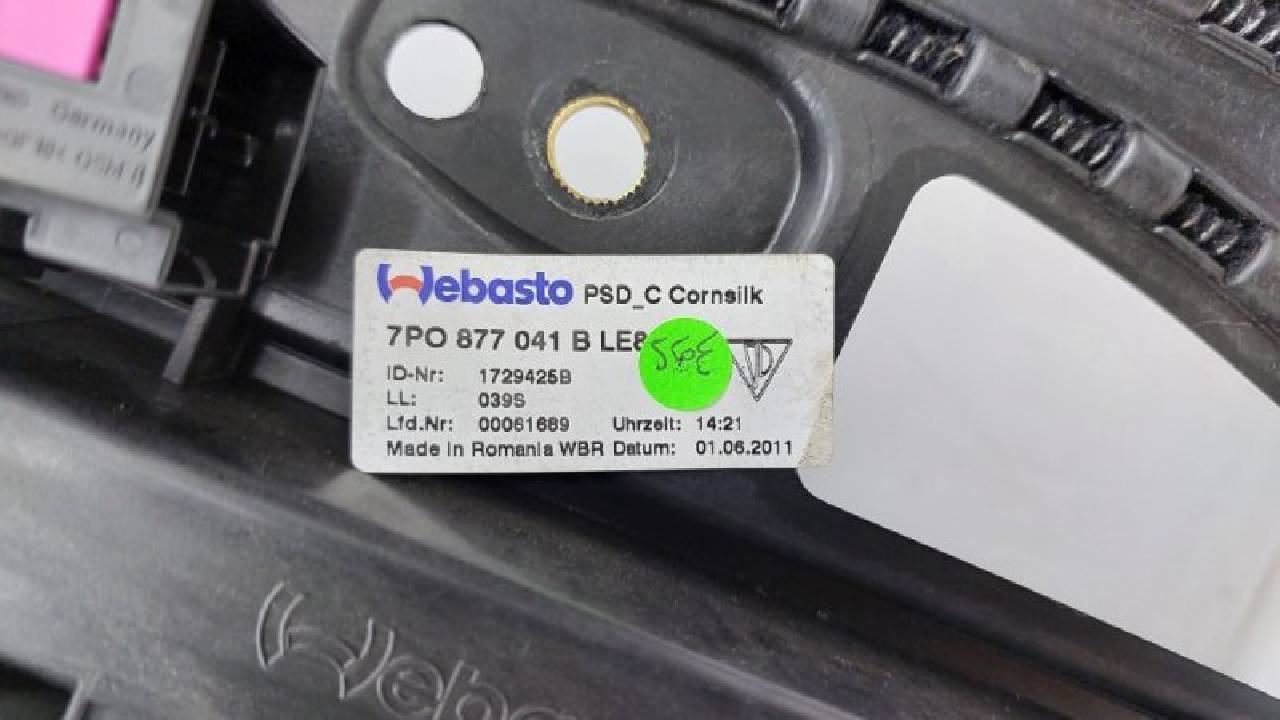 Germany
Webasto PSD_C Cornsilk
7PO 877 041 B LE8
ID-Nr: 1729425B
LL: 039S
Lfd.Nr: 00061689 Uhrzeit: 14:21
Made in Romania WBR Datum: 01.06.2011
Weba